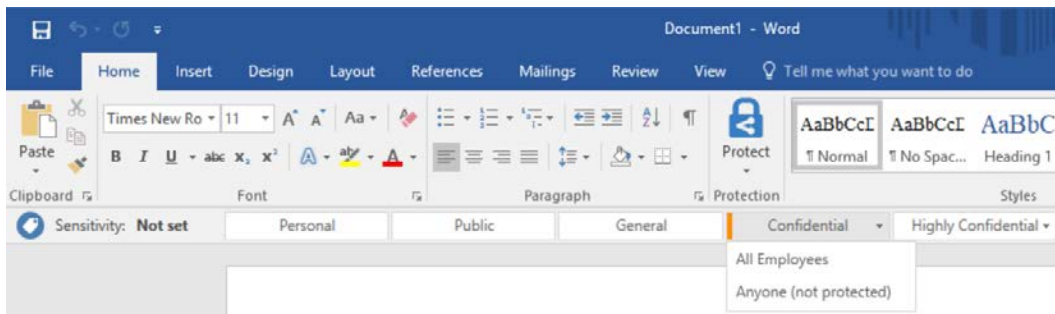 Document1 - Word
File Home Insert Design Layout References Mailings Review View Tell me what you want to do
Times New Ro 11 A A Aa
Paste B I U abc X₂ X² A aby A Protect AaBbCcI AaBbCcI AaBbC
¶ Normal ¶ No Spac... Heading 1
Clipboard Font Paragraph Protection Styles
Sensitivity: Not set Personal Public General Confidential Highly Confidential
All Employees
Anyone (not protected)